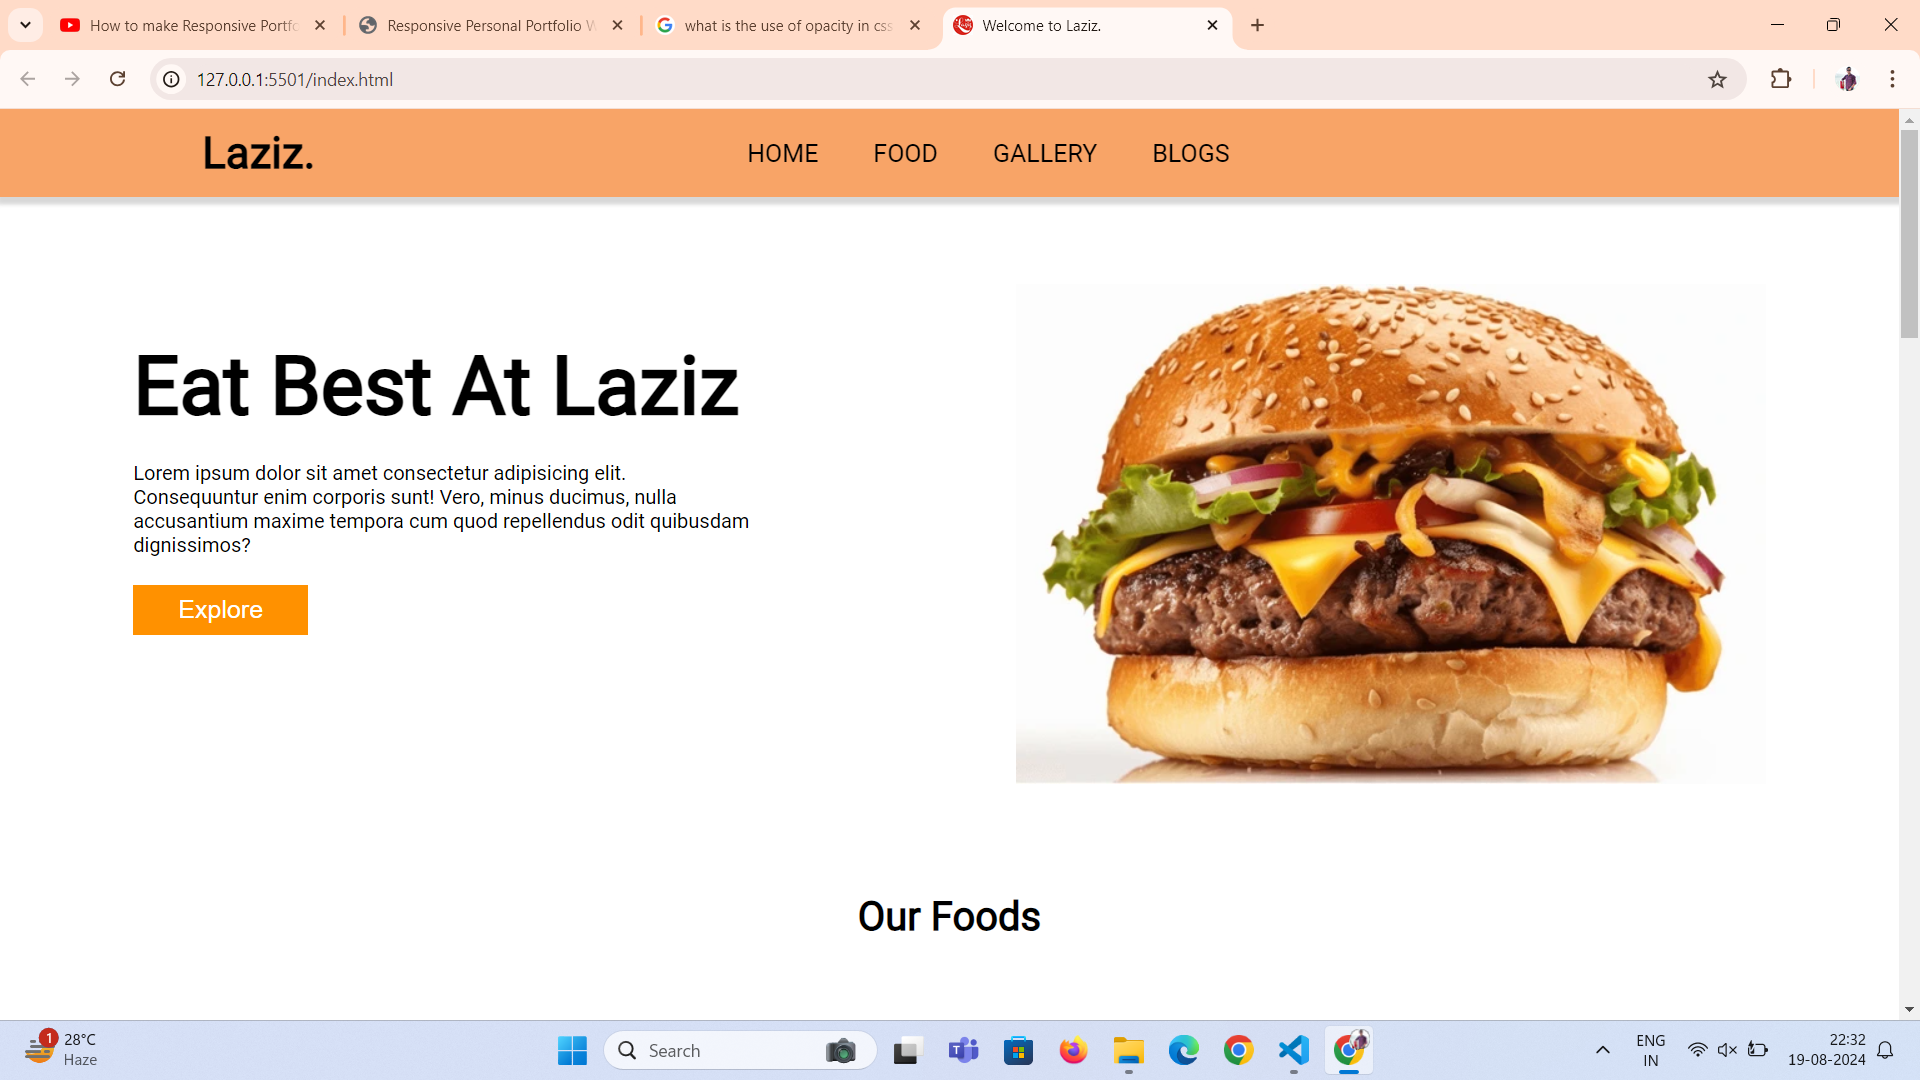 How to make Responsive Portfo
Responsive Personal Portfolio W
what is the use of opacity in css
Welcome to Laziz.
127.0.0.1:5501/index.html
Laziz.
HOME FOOD GALLERY BLOGS
Eat Best At Laziz
Lorem ipsum dolor sit amet consectetur adipisicing elit.
Consequuntur enim corporis sunt! Vero, minus ducimus, nulla
accusantium maxime tempora cum quod repellendus odit quibusdam
dignissimos?
Explore
Our Foods
1
28°C
Haze
Search
ENG
IN
22:32
19-08-2024